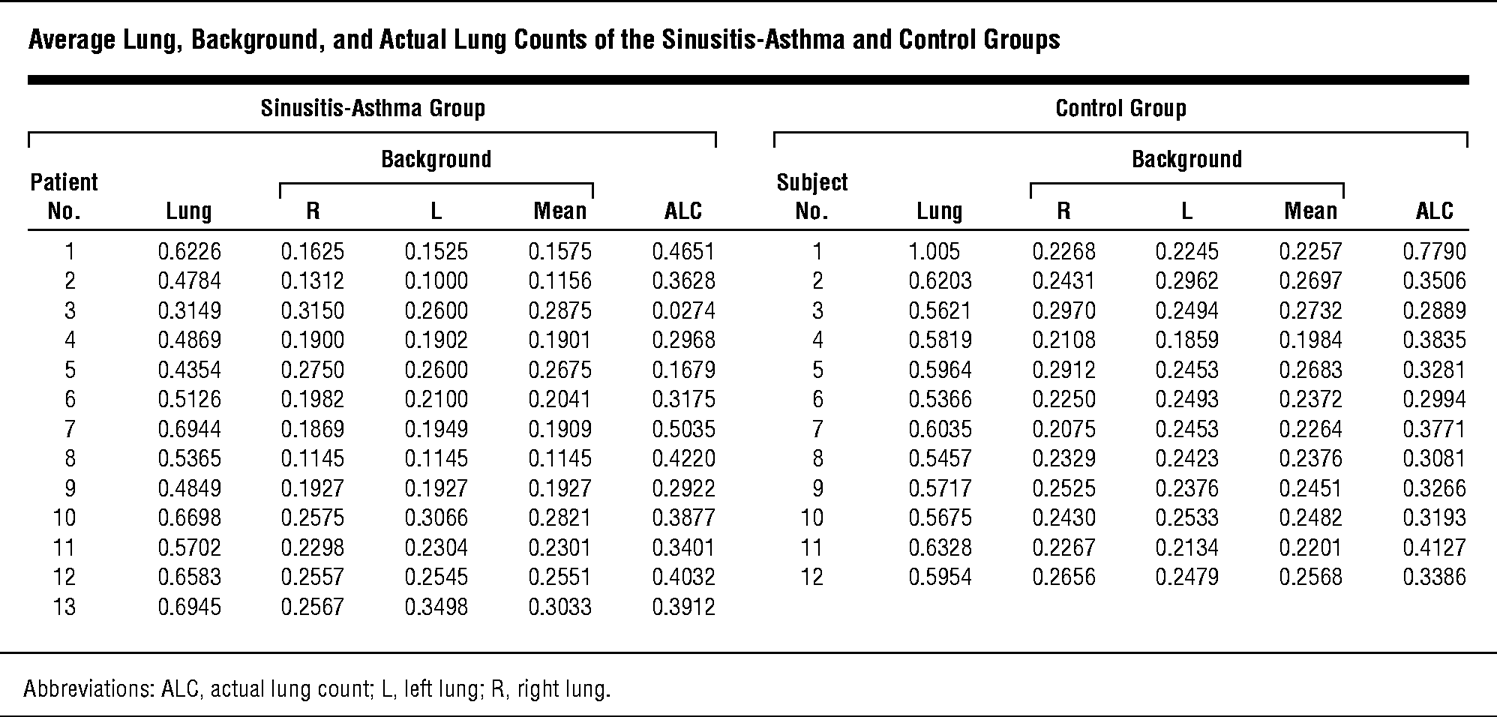 Average Lung, Background, and Actual Lung Counts of the Sinusitis-Asthma and Control Groups
Sinusitis-Asthma Group Control Group
Background Background
Patient Subject
No. Lung R L Mean ALC No. Lung R L Mean ALC
1 0.6226 0.1625 0.1525 0.1575 0.4651 1 1.005 0.2268 0.2245 0.2257 0.7790
2 0.4784 0.1312 0.1000 0.1156 0.3628 2 0.6203 0.2431 0.2962 0.2697 0.3506
3 0.3149 0.3150 0.2600 0.2875 0.0274 3 0.5621 0.2970 0.2494 0.2732 0.2889
4 0.4869 0.1900 0.1902 0.1901 0.2968 4 0.5819 0.2108 0.1859 0.1984 0.3835
5 0.4354 0.2750 0.2600 0.2675 0.1679 5 0.5964 0.2912 0.2453 0.2683 0.3281
6 0.5126 0.1982 0.2100 0.2041 0.3175 6 0.5366 0.2250 0.2493 0.2372 0.2994
7 0.6944 0.1869 0.1949 0.1909 0.5035 7 0.6035 0.2075 0.2453 0.2264 0.3771
8 0.5365 0.1145 0.1145 0.1145 0.4220 8 0.5457 0.2329 0.2423 0.2376 0.3081
9 0.4849 0.1927 0.1927 0.1927 0.2922 9 0.5717 0.2525 0.2376 0.2451 0.3266
10 0.6698 0.2575 0.3066 0.2821 0.3877 10 0.5675 0.2430 0.2533 0.2482 0.3193
11 0.5702 0.2298 0.2304 0.2301 0.3401 11 0.6328 0.2267 0.2134 0.2201 0.4127
12 0.6583 0.2557 0.2545 0.2551 0.4032 12 0.5954 0.2656 0.2479 0.2568 0.3386
13 0.6945 0.2567 0.3498 0.3033 0.3912
Abbreviations: ALC, actual lung count; L, left lung; R, right lung.